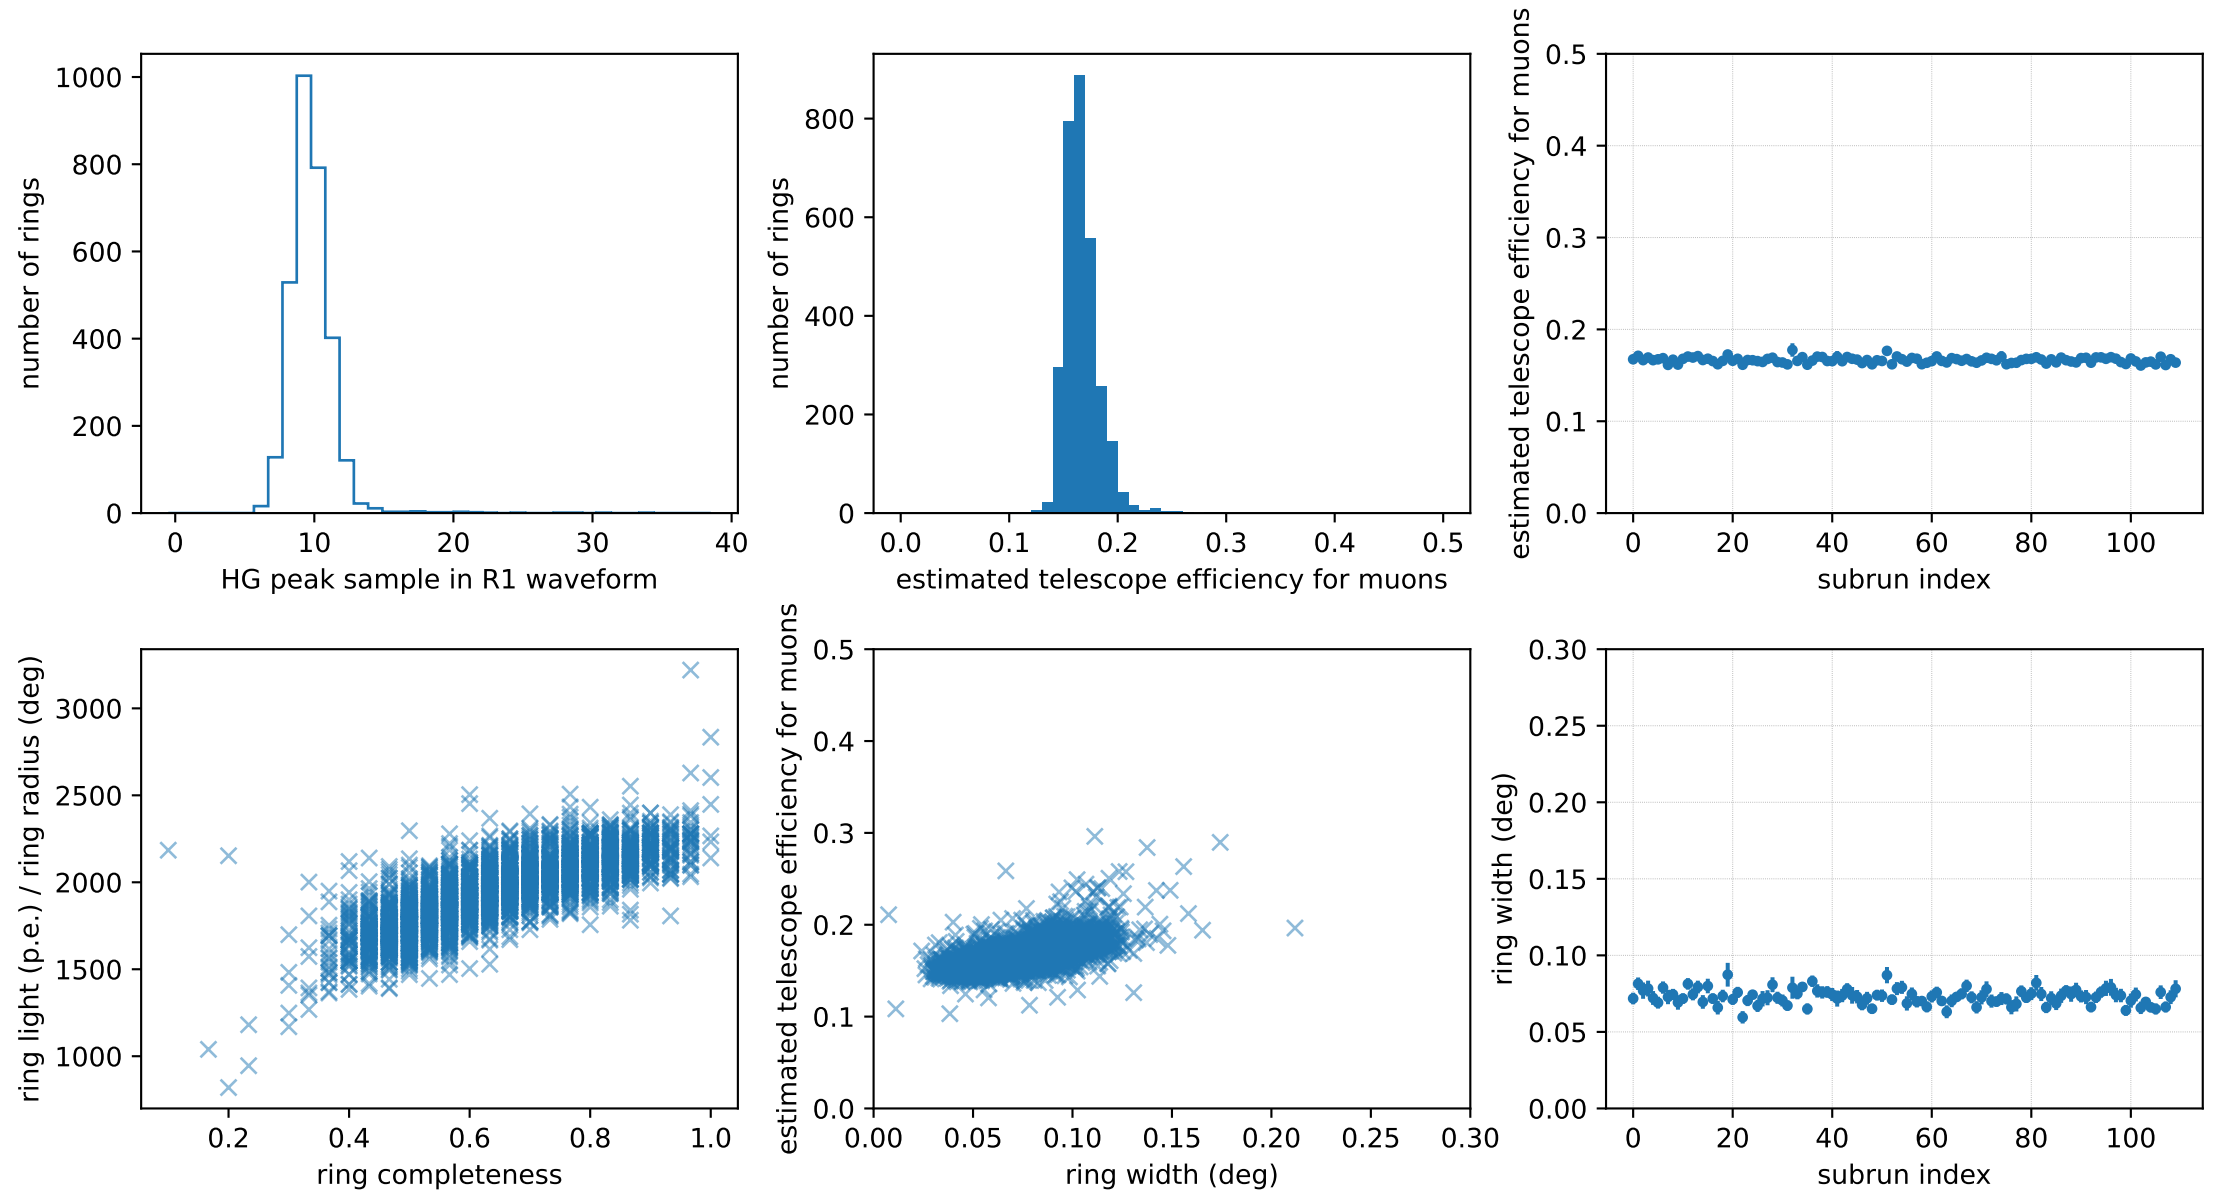 number of rings
1000
800
600
400
200
0
0 10 20 30 40
HG peak sample in R1 waveform
number of rings
800
600
400
200
0
0.0 0.1 0.2 0.3 0.4 0.5
estimated telescope efficiency for muons
estimated telescope efficiency for muons
0.5
0.4
0.3
0.2
0.1
0.0
0 20 40 60 80 100
subrun index
ring light (p.e.) / ring radius (deg)
3000
2500
2000
1500
1000
0.2 0.4 0.6 0.8 1.0
ring completeness
estimated telescope efficiency for muons
0.5
0.4
0.3
0.2
0.1
0.0
0.00 0.05 0.10 0.15 0.20 0.25 0.30
ring width (deg)
ring width (deg)
0.30
0.25
0.20
0.15
0.10
0.05
0.00
0 20 40 60 80 100
subrun index